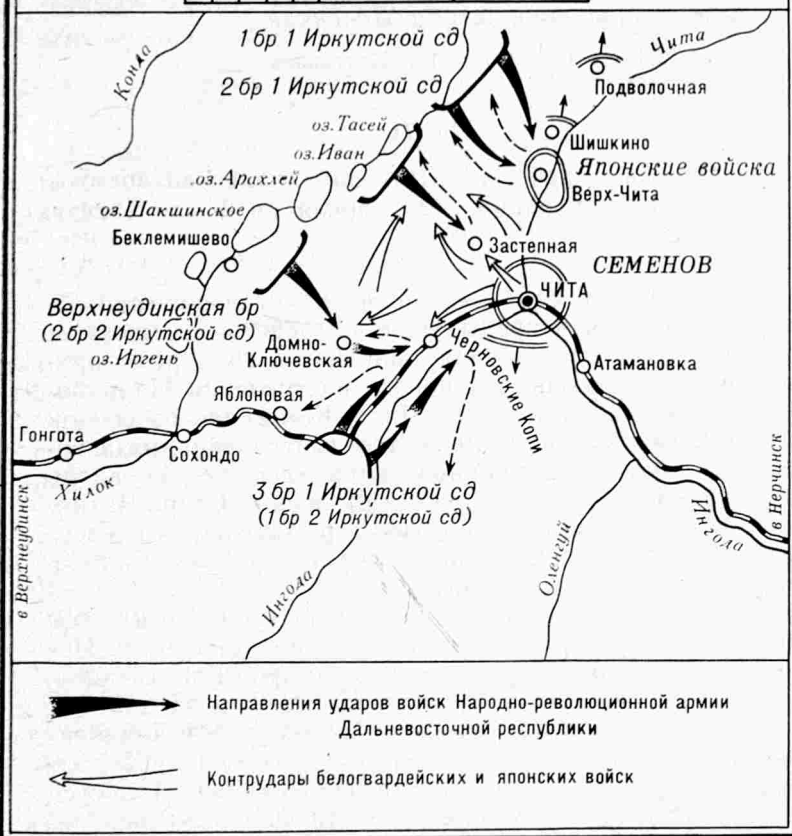 1 бр 1 Иркутской сд
2 бр 1 Иркутской сд
Конда
Чита
Подволочная
оз.Тасей
оз.Иван
Шишкино
Японские войска
Верх-Чита
оз.Арахлей
оз.Шакшинское
Беклемишево
Застепная
СЕМЕНОВ
ЧИТА
Верхнеудинская бр
(2 бр 2 Иркутской сд)
оз.Иргень
Домно-
Ключевская
Черновские Копи
Атамановка
Яблоновая
Гонгота
Сохондо
Хилок
3 бр 1 Иркутской сд
(1 бр 2 Иркутской сд)
в Верхнеудинск
Ингода
Оленгуй
Ингода
в Нерчинск
Направления ударов войск Народно-революционной армии
Дальневосточной республики
Контрудары белогвардейских и японских войск